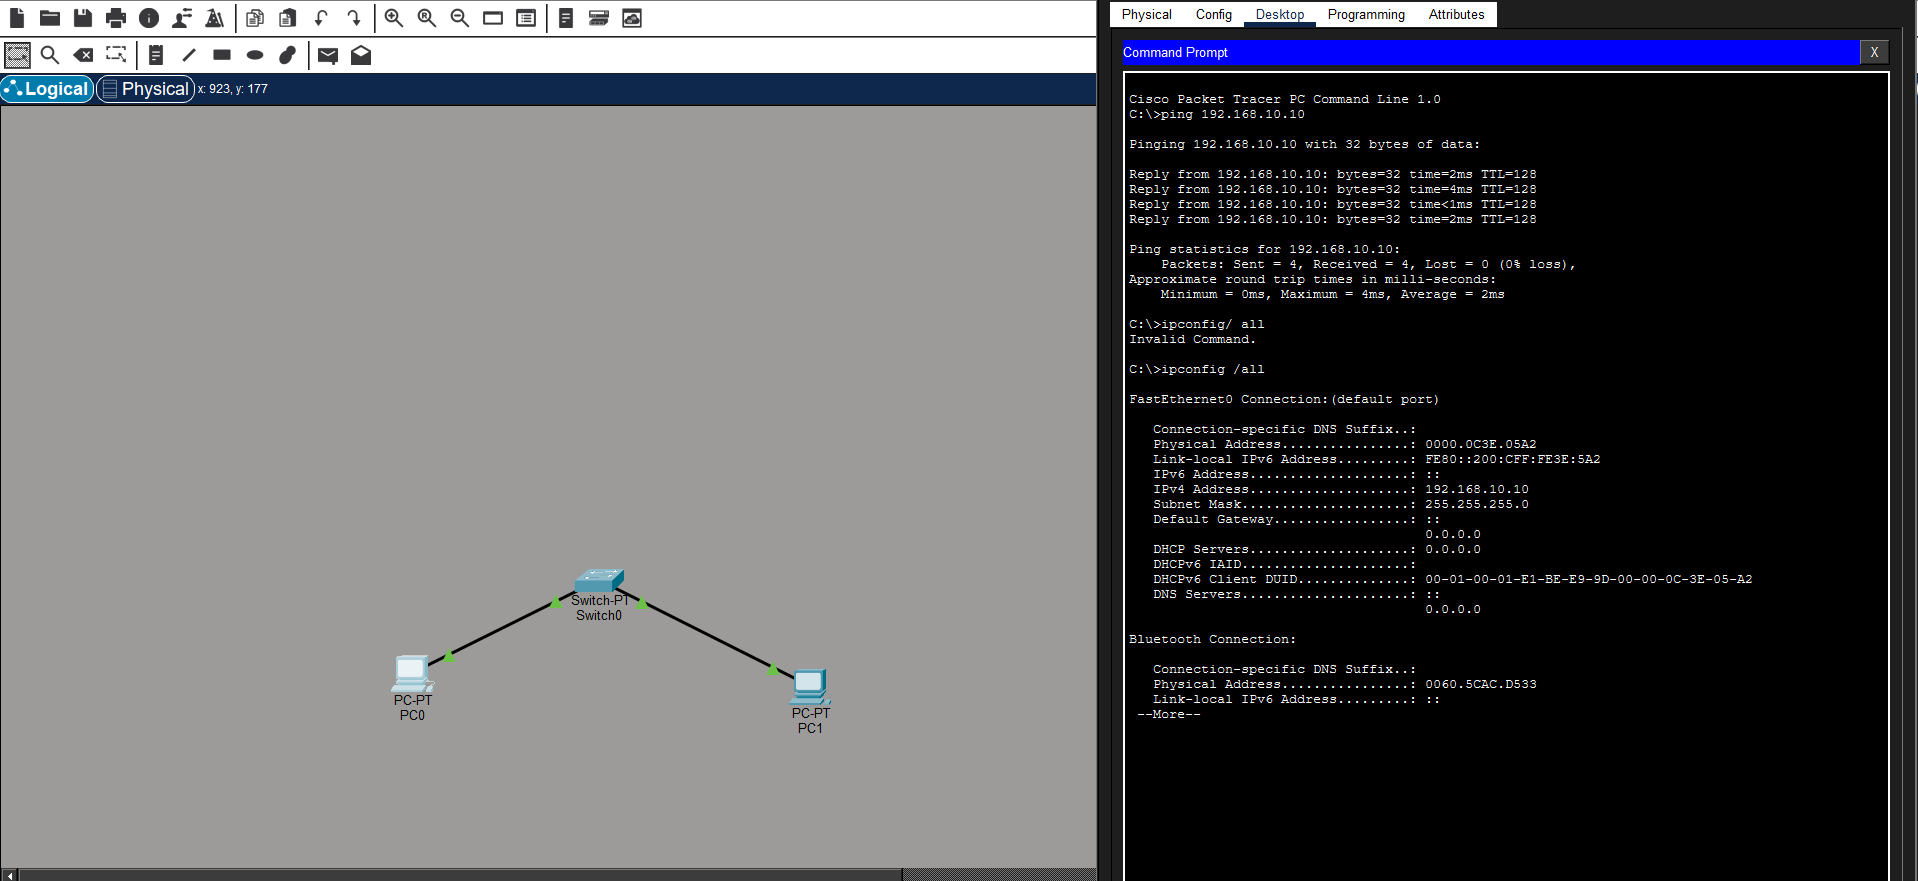 Logical
Physical
x: 923, y: 177
Switch-PT
Switch0
PC-PT
PC0
PC-PT
PC1
Physical
Config
Desktop
Programming
Attributes
Command Prompt
X
Cisco Packet Tracer PC Command Line 1.0
C:\>ping 192.168.10.10
Pinging 192.168.10.10 with 32 bytes of data:
Reply from 192.168.10.10: bytes=32 time=2ms TTL=128
Reply from 192.168.10.10: bytes=32 time=4ms TTL=128
Reply from 192.168.10.10: bytes=32 time<1ms TTL=128
Reply from 192.168.10.10: bytes=32 time=2ms TTL=128
Ping statistics for 192.168.10.10:
Packets: Sent = 4, Received = 4, Lost = 0 (0% loss),
Approximate round trip times in milli-seconds:
Minimum = 0ms, Maximum = 4ms, Average = 2ms
C:\>ipconfig/ all
Invalid Command.
C:\>ipconfig /all
FastEthernet0 Connection:(default port)
Connection-specific DNS Suffix..:
Physical Address................: 0000.0C3E.05A2
Link-local IPv6 Address.........: FE80::200:CFF:FE3E:5A2
IPv6 Address....................: ::
IPv4 Address....................: 192.168.10.10
Subnet Mask.....................: 255.255.255.0
Default Gateway.................: ::
0.0.0.0
DHCP Servers....................: 0.0.0.0
DHCPv6 IAID.....................:
DHCPv6 Client DUID..............: 00-01-00-01-E1-BE-E9-9D-00-00-0C-3E-05-A2
DNS Servers.....................: ::
0.0.0.0
Bluetooth Connection:
Connection-specific DNS Suffix..:
Physical Address................: 0060.5CAC.D533
Link-local IPv6 Address.........: ::
--More--